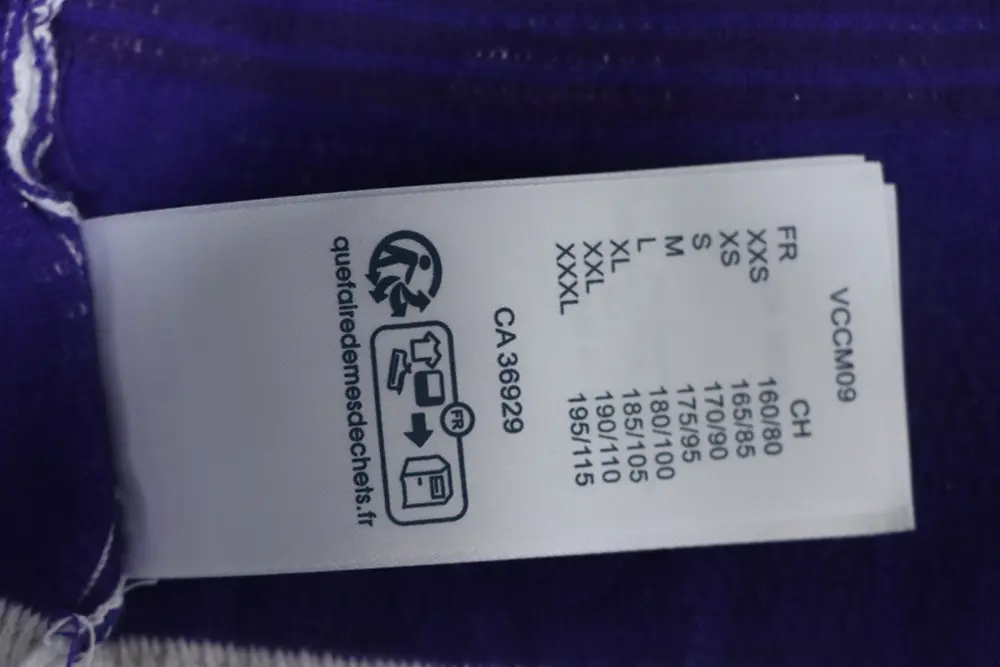 VCCM09
FR CH
XXS 160/80
XS 165/85
S 170/90
M 175/95
L 180/100
XL 185/105
XXL 190/110
XXXL 195/115
CA 36929
FR
quefairedemesdechets.fr